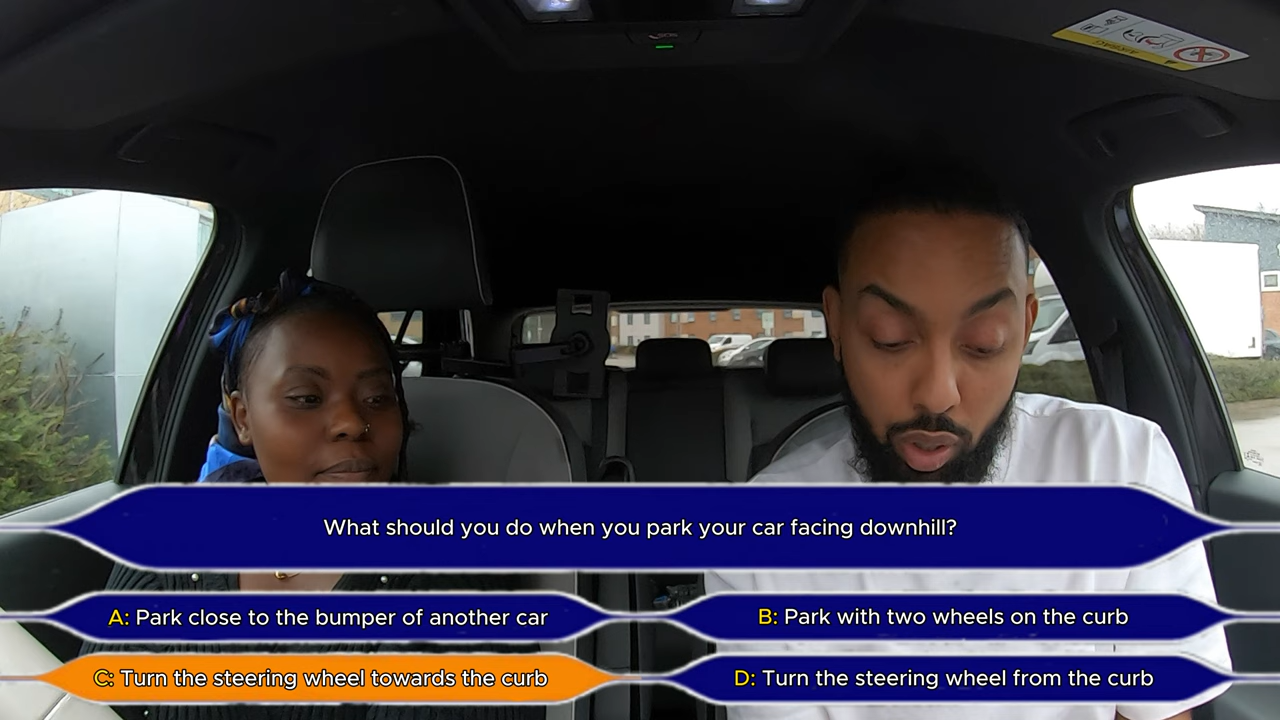 What should you do when you park your car facing downhill?
A: Park close to the bumper of another car
B: Park with two wheels on the curb
C: Turn the steering wheel towards the curb
D: Turn the steering wheel from the curb